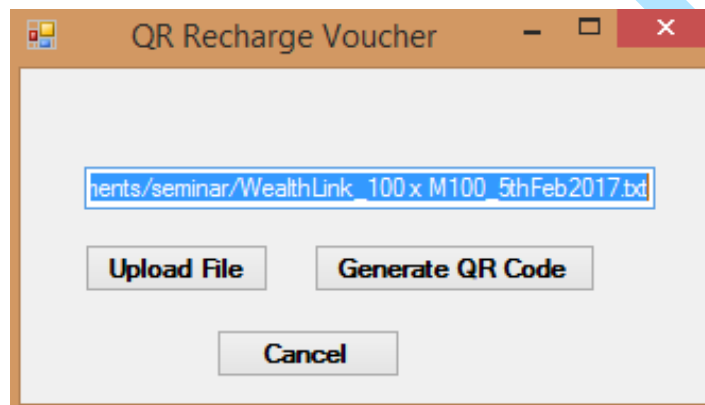 QR Recharge Voucher
nents/seminar/WealthLink_100 x M100_5thFeb2017.txt
Upload File Generate QR Code
Cancel